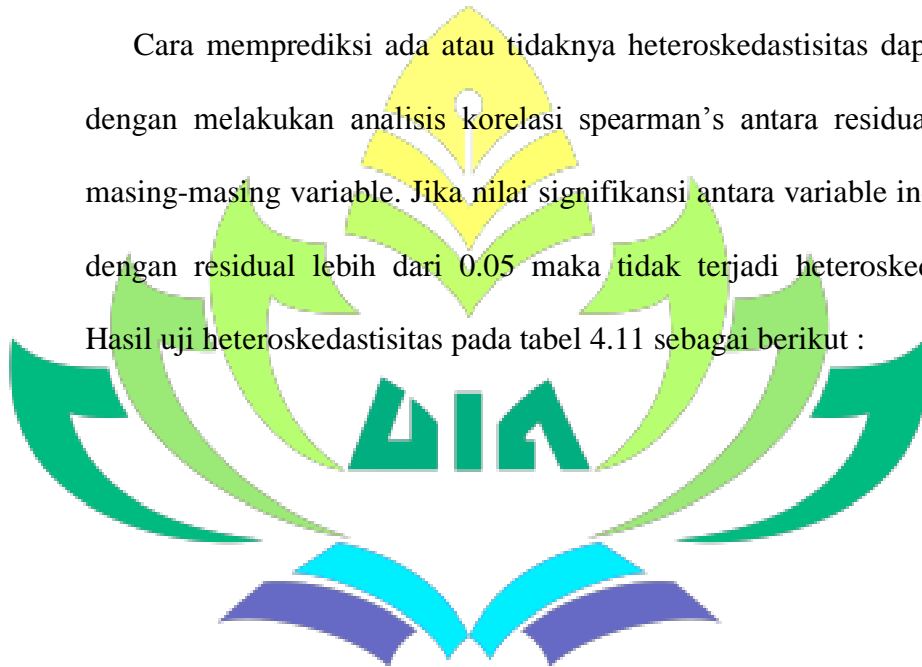 Cara memprediksi ada atau tidaknya heteroskedastisitas dap
dengan melakukan analisis korelasi spearman's antara residua
masing-masing variable. Jika nilai signifikansi antara variable in
dengan residual lebih dari 0.05 maka tidak terjadi heteroske
Hasil uji heteroskedastisitas pada tabel 4.11 sebagai berikut :
UIN